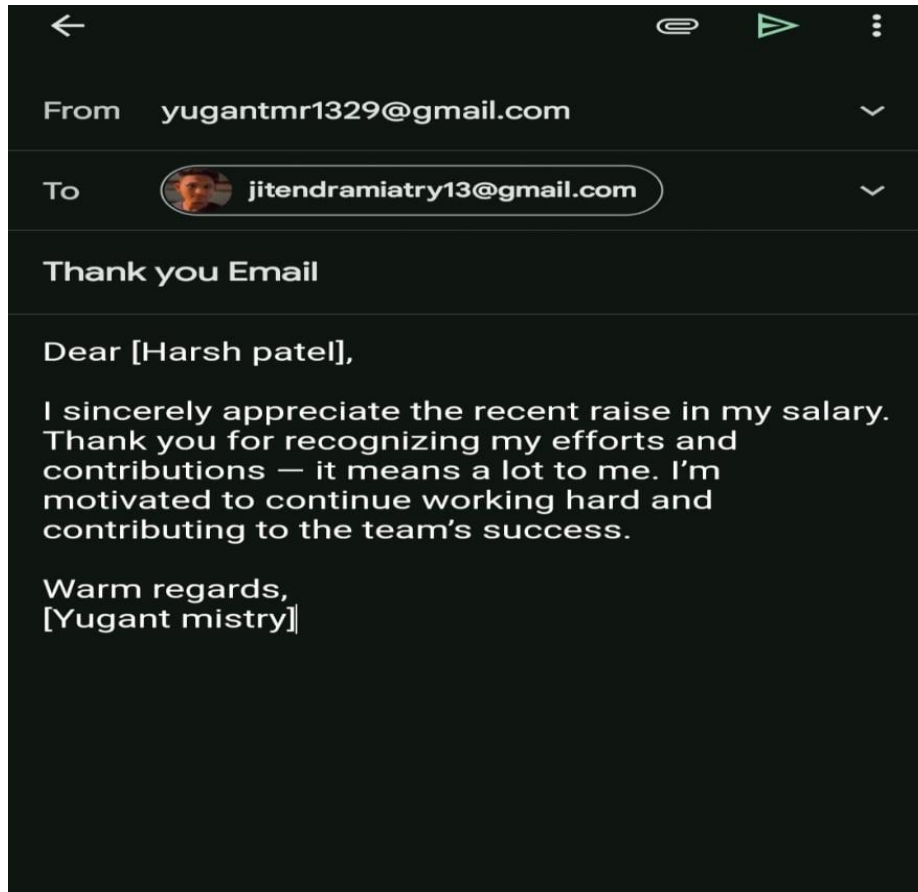 From yugantmr1329@gmail.com
To jitendramiatry13@gmail.com
Thank you Email
Dear [Harsh patel],
I sincerely appreciate the recent raise in my salary.
Thank you for recognizing my efforts and
contributions — it means a lot to me. I’m
motivated to continue working hard and
contributing to the team’s success.
Warm regards,
[Yugant mistry]